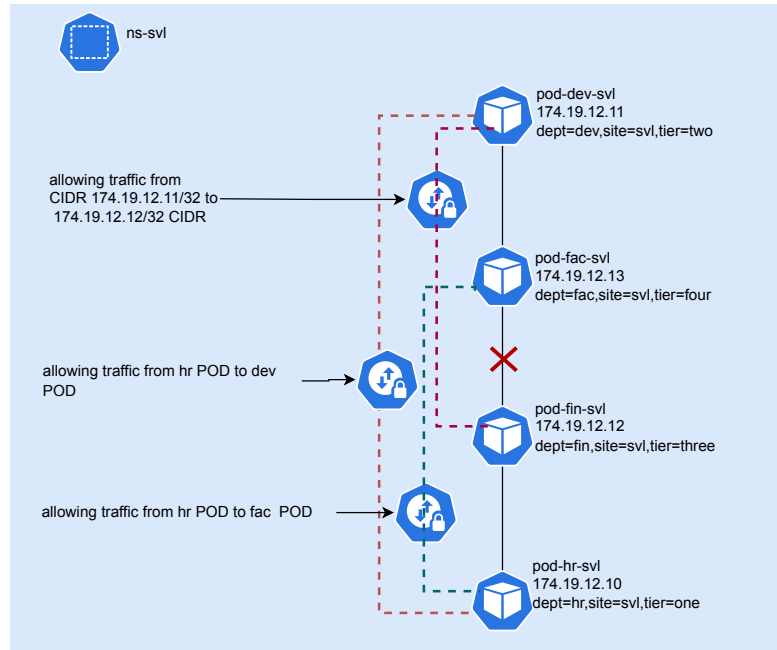 ns-svl
pod-dev-svl
174.19.12.11
dept=dev,site=svl,tier=two
allowing traffic from
CIDR 174.19.12.11/32 to
174.19.12.12/32 CIDR
pod-fac-svl
174.19.12.13
dept=fac,site=svl,tier=four
allowing traffic from hr POD to dev
POD
pod-fin-svl
174.19.12.12
dept=fin,site=svl,tier=three
allowing traffic from hr POD to fac POD
pod-hr-svl
174.19.12.10
dept=hr,site=svl,tier=one